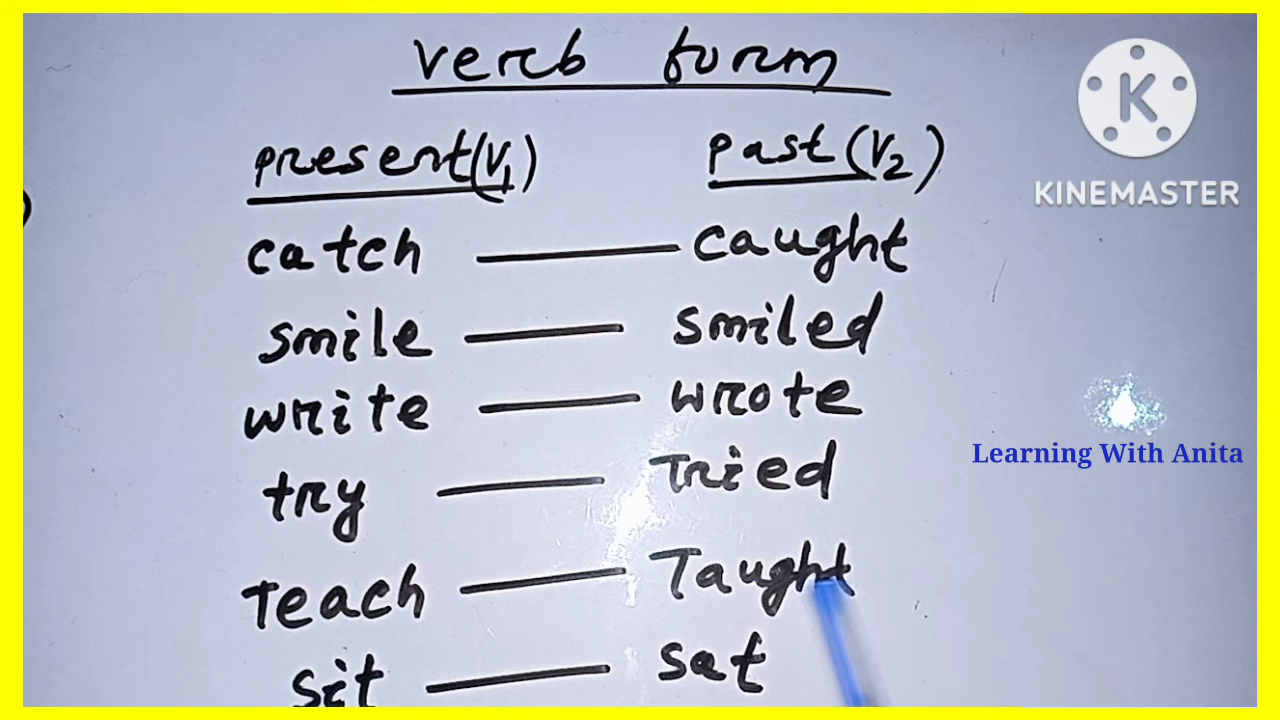 verb form
present(V1) past(V2)
catch — caught
smile — smiled
write — wrote
try — Tried
Teach — Taught
sit — sat
K
KINEMASTER
Learning With Anita